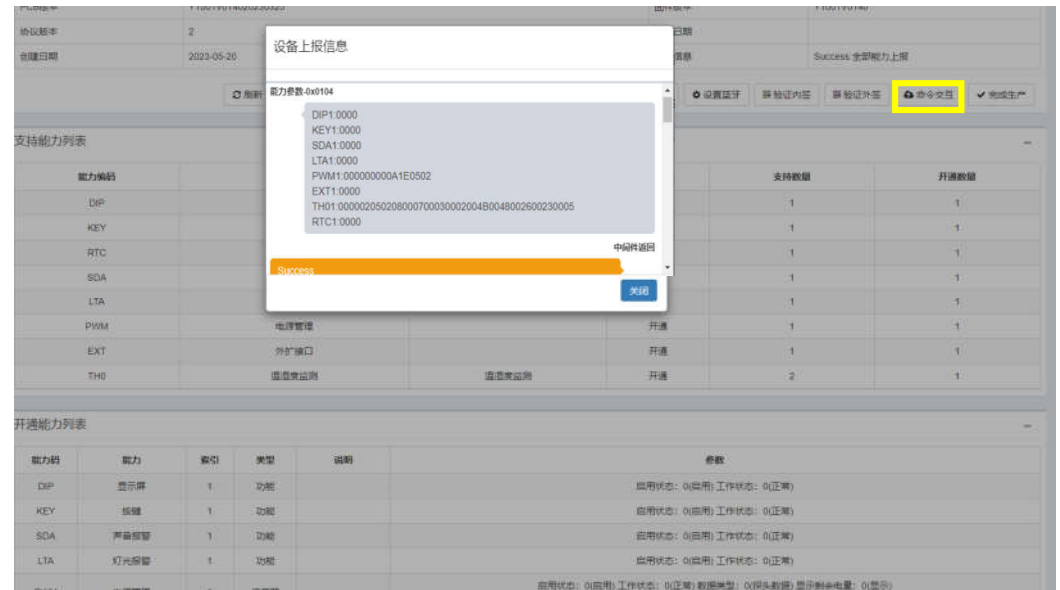 协议版本 2 日期
创建日期 2023-05-20 Success 全部能力上报
设备上报信息
刷新 设置蓝牙 验证内签 验证外签 命令交互 完成生产
能力参数-0x0104
DIP1:0000
KEY1:0000
SDA1:0000
LTA1:0000
PWM1:000000000A1E0502
EXT1:0000
TH01:000002050208000700030002004B0048002600230005
RTC1:0000
中间件返回
Success
关闭
支持能力列表
能力编码 支持数量 开通数量
DIP 1 1
KEY 1 1
RTC 1 1
SDA 1 1
LTA 1 1
PWM 电源管理 开通 1 1
EXT 外扩接口 开通 1 1
TH0 温湿度监测 温湿度监测 开通 2 1
开通能力列表
能力码 能力 索引 类型 说明 参数
DIP 显示屏 1 功能 启用状态：0(启用) 工作状态：0(正常)
KEY 按键 1 功能 启用状态：0(启用) 工作状态：0(正常)
SDA 声音报警 1 功能 启用状态：0(启用) 工作状态：0(正常)
LTA 灯光报警 1 功能 启用状态：0(启用) 工作状态：0(正常)
启用状态：0(启用) 工作状态：0(正常) 数据类型：0(探头数据) 显示剩余电量：0(显示)